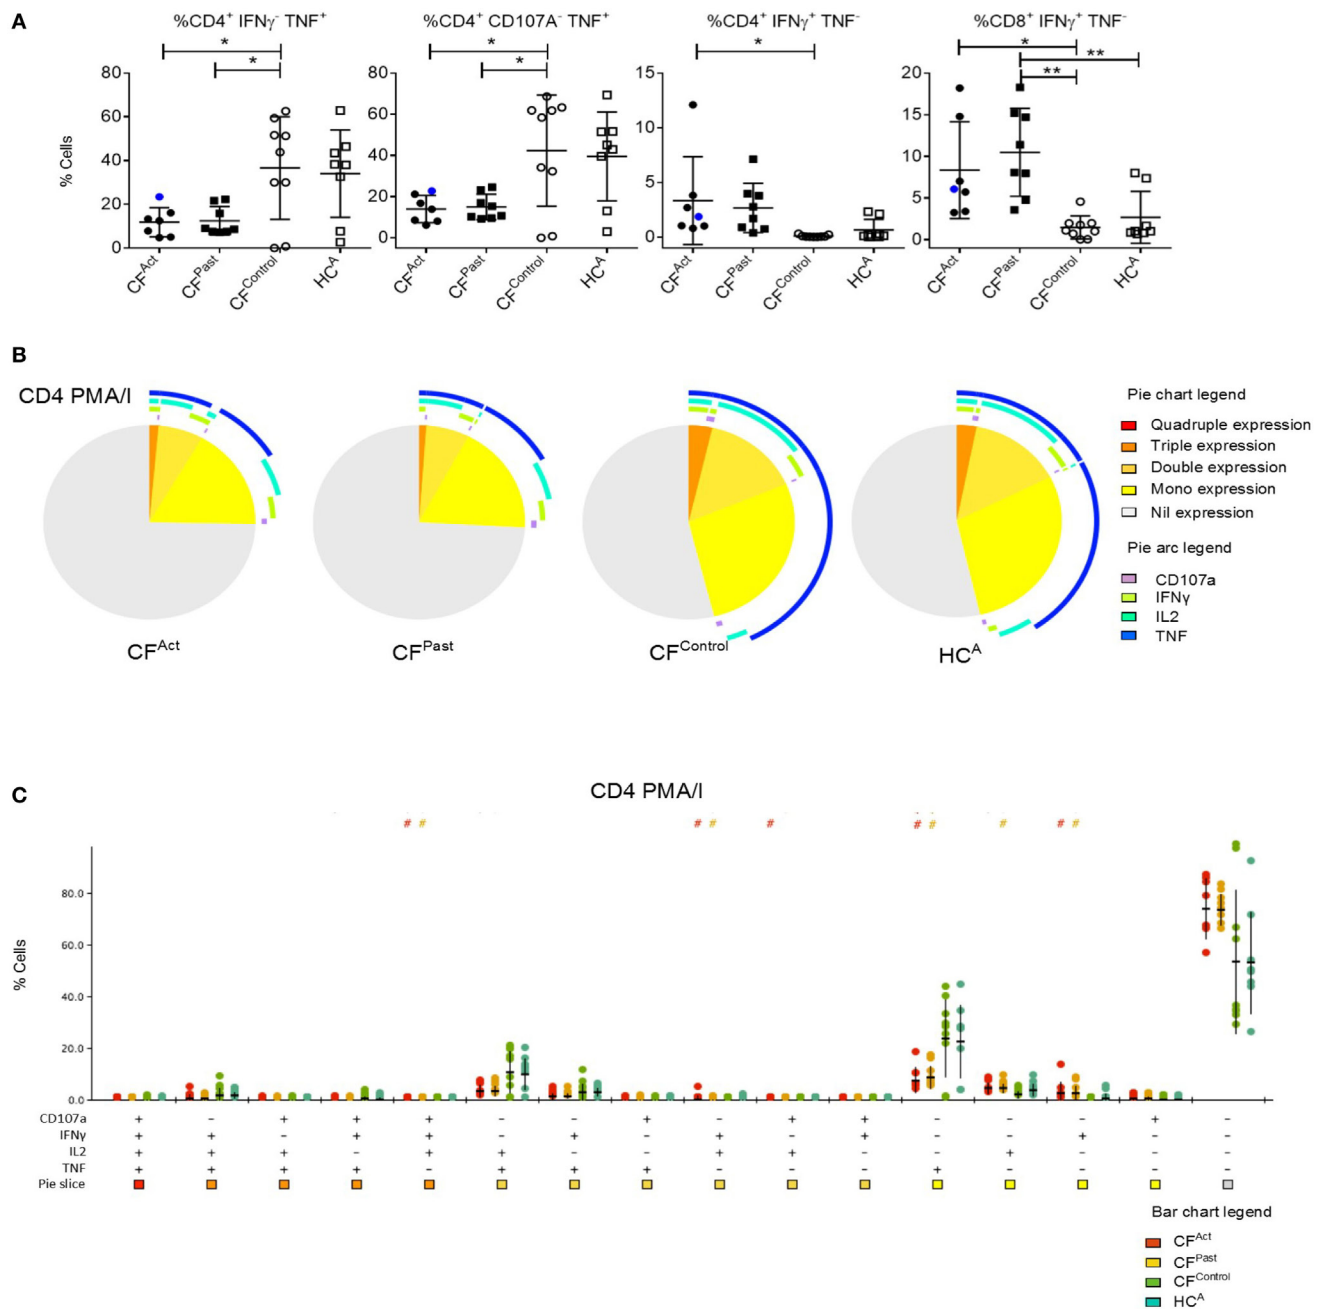 A
%CD4+ IFNγ- TNF+ %CD4+ CD107A- TNF+ %CD4+ IFNγ+ TNF- %CD8+ IFNγ+ TNF-
* * * *
* * ** **
80 80 15 20
60 60 15
40 40 10 10
20 20 5 5
0 0 0 0
% Cells
CFAct CFPast CFControl HCA CFAct CFPast CFControl HCA CFAct CFPast CFControl HCA CFAct CFPast CFControl HCA
B
CD4 PMA/I
Pie chart legend
Quadruple expression
Triple expression
Double expression
Mono expression
Nil expression
Pie arc legend
CD107a
IFNγ
IL2
TNF
CFAct CFPast CFControl HCA
C
CD4 PMA/I
# # # # # # # # # #
80.0
60.0
40.0
20.0
0.0
% Cells
CD107a + - + + + - - + - + + - - - + -
IFNγ + + - + + - + - + - + - - + - -
IL2 + + + - + + - - + + - - + - - -
TNF + + + + - + + + - - - + - - - -
Pie slice
Bar chart legend
CFAct
CFPast
CFControl
HCA